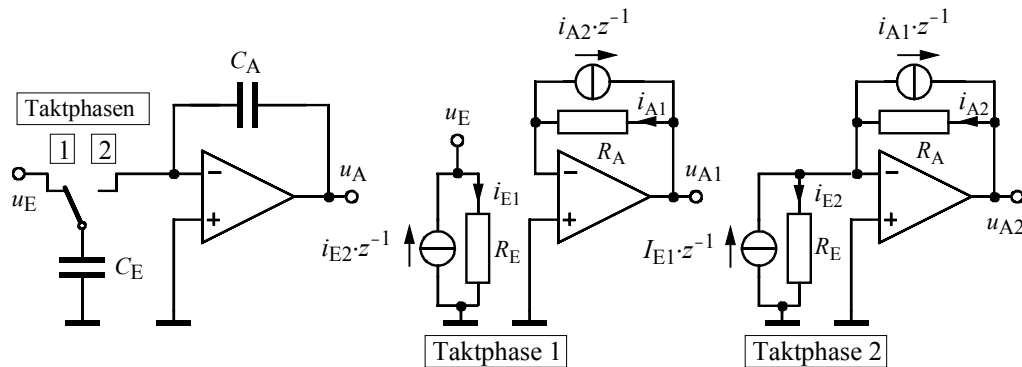 Taktphasen
1 2
C_A
u_E
u_A
C_E
−
+
u_E
i_E2·z⁻¹
i_E1
R_E
i_A2·z⁻¹
i_A1
R_A
−
+
u_A1
Taktphase 1
i_A1·z⁻¹
i_A2
R_A
i_E2
I_E1·z⁻¹
R_E
−
+
u_A2
Taktphase 2